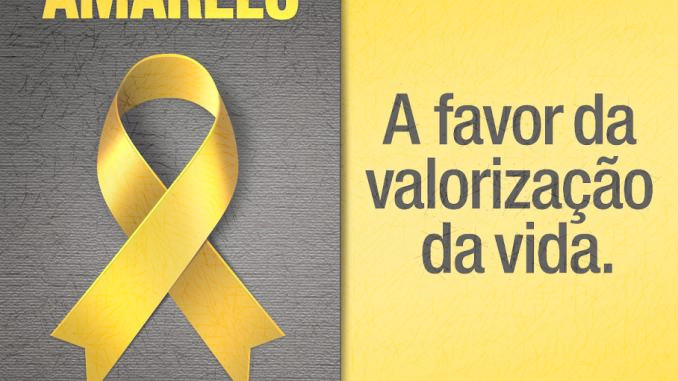 AMARELO
A favor da
valorização
da vida.